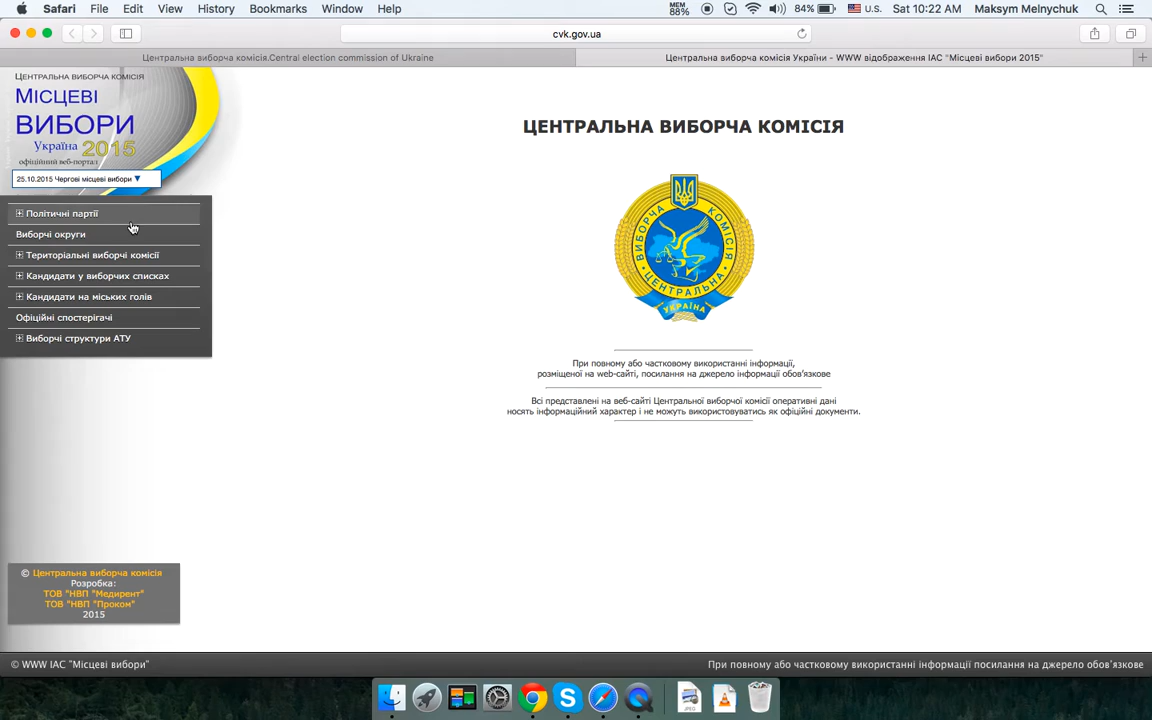 Safari File Edit View History Bookmarks Window Help
MEM 88% 84% U.S. Sat 10:22 AM Maksym Melnychuk
cvk.gov.ua
Центральна виборча комісія.Central election commission of Ukraine
Центральна виборча комісія України - WWW відображення ІАС "Місцеві вибори 2015"
Центральна виборча комісія
Місцеві
вибори
Україна 2015
офіційний веб-портал
25.10.2015 Чергові місцеві вибори ▼
Політичні партії
Виборчі округи
Територіальні виборчі комісії
Кандидати у виборчих списках
Кандидати на міських голів
Офіційні спостерігачі
Виборчі структури АТУ
ЦЕНТРАЛЬНА ВИБОРЧА КОМІСІЯ
ВИБОРЧА КОМІСІЯ
ЦЕНТРАЛЬНА
УКРАЇНА
При повному або частковому використанні інформації,
розміщеної на web-сайті, посилання на джерело інформації обов'язкове
Всі представлені на веб-сайті Центральної виборчої комісії оперативні дані
носять інформаційний характер і не можуть використовуватись як офіційні документи.
© Центральна виборча комісія
Розробка:
ТОВ "НВП "Медирент"
ТОВ "НВП "Проком"
2015
© WWW ІАС "Місцеві вибори"
При повному або частковому використанні інформації посилання на джерело обов'язкове
JPEG